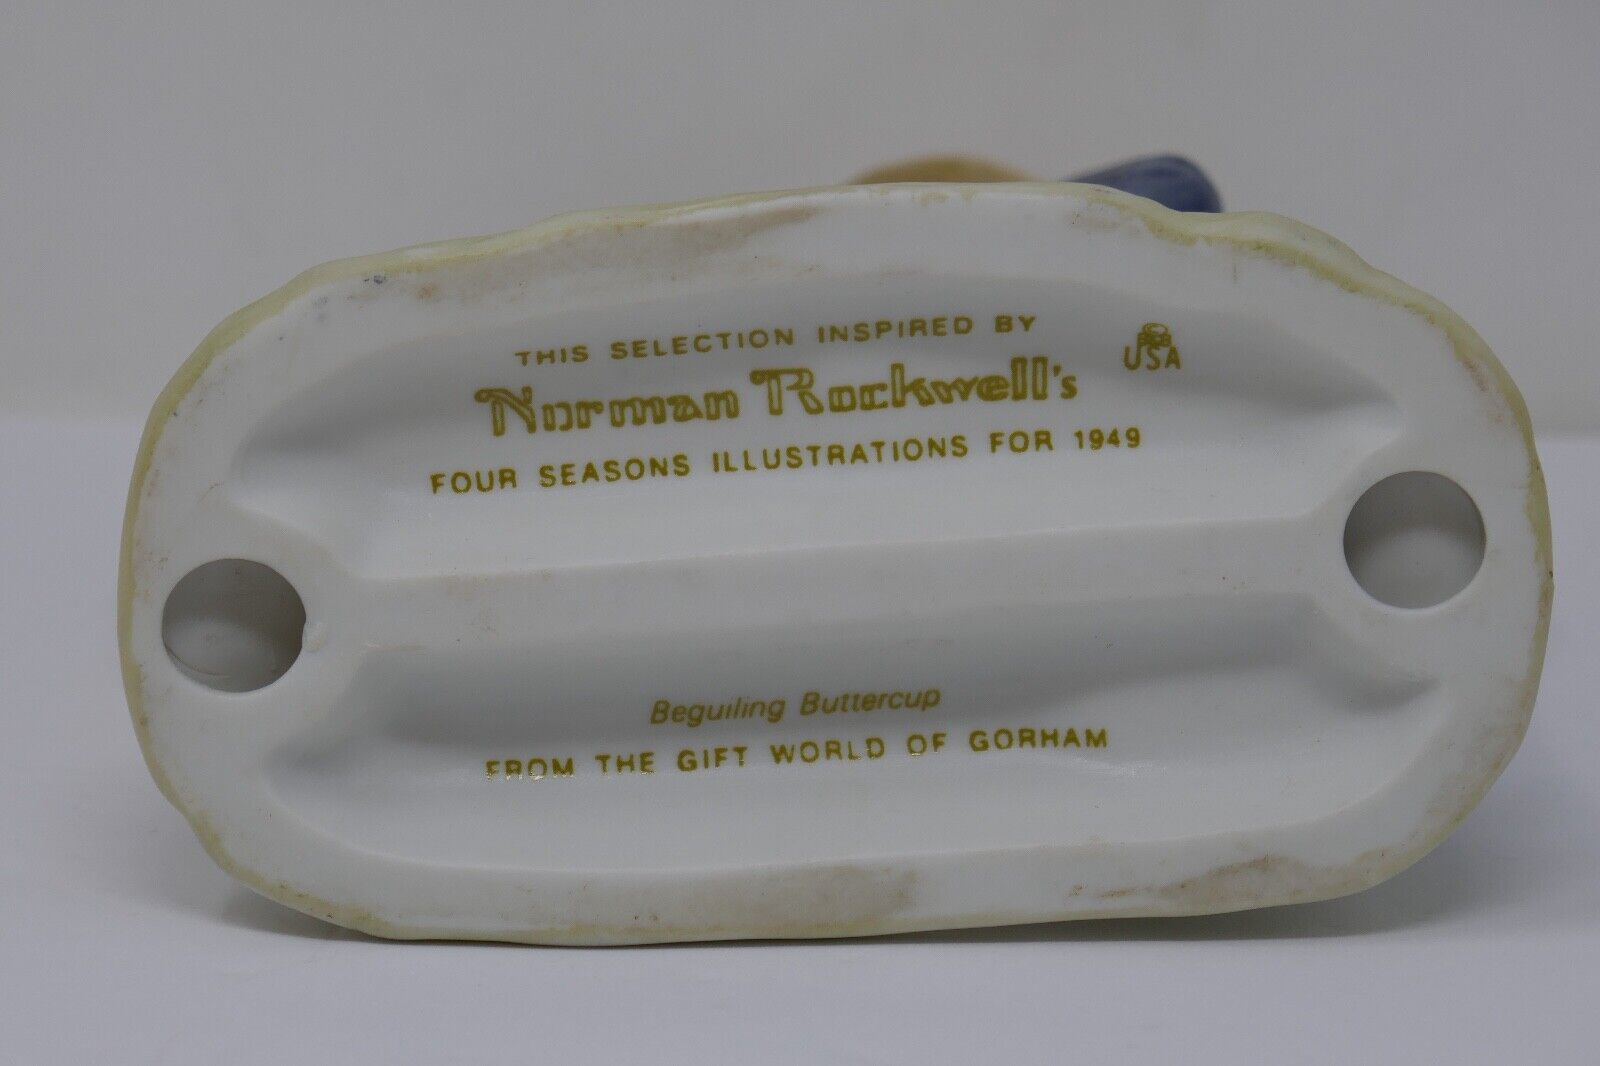 THIS SELECTION INSPIRED BY
Norman Rockwell's
FOUR SEASONS ILLUSTRATIONS FOR 1949
B&B
USA
Beguiling Buttercup
FROM THE GIFT WORLD OF GORHAM